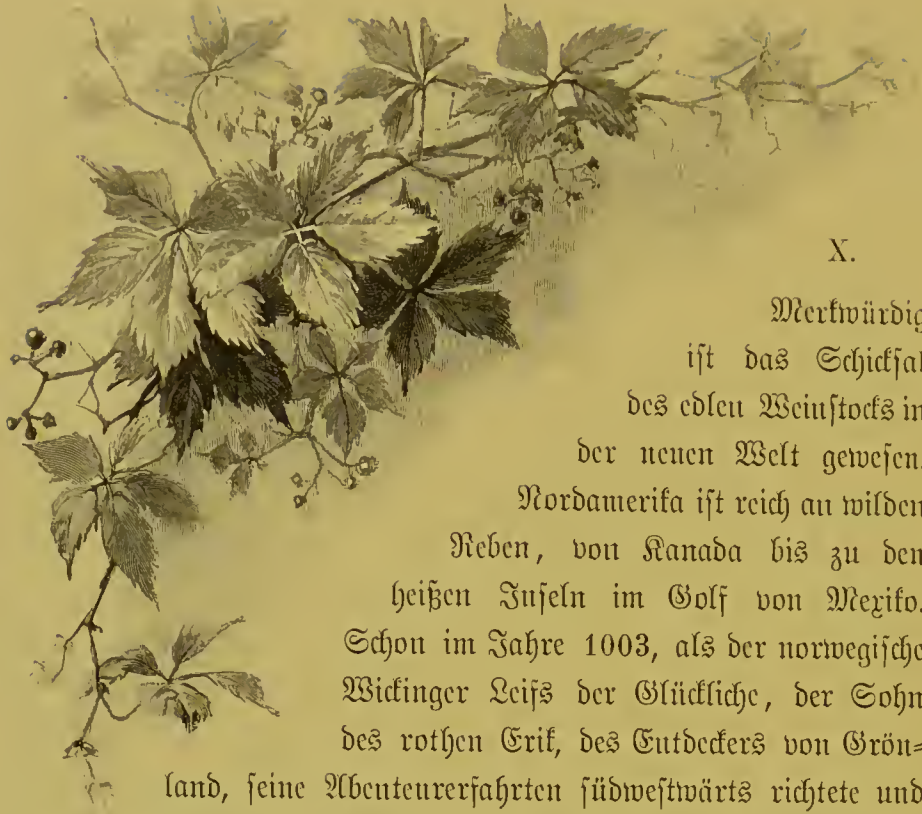 X.
Merkwürdig
ist das Schicksal
des edlen Weinstocks in
der neuen Welt gewesen.
Nordamerika ist reich an wilden
Reben, von Kanada bis zu den
heißen Inseln im Golf von Mexiko.
Schon im Jahre 1003, als der norwegische
Wickinger Leifs der Glückliche, der Sohn
des rothen Erik, des Entdeckers von Grön=
land, seine Abenteurerfahrten südwestwärts richtete und